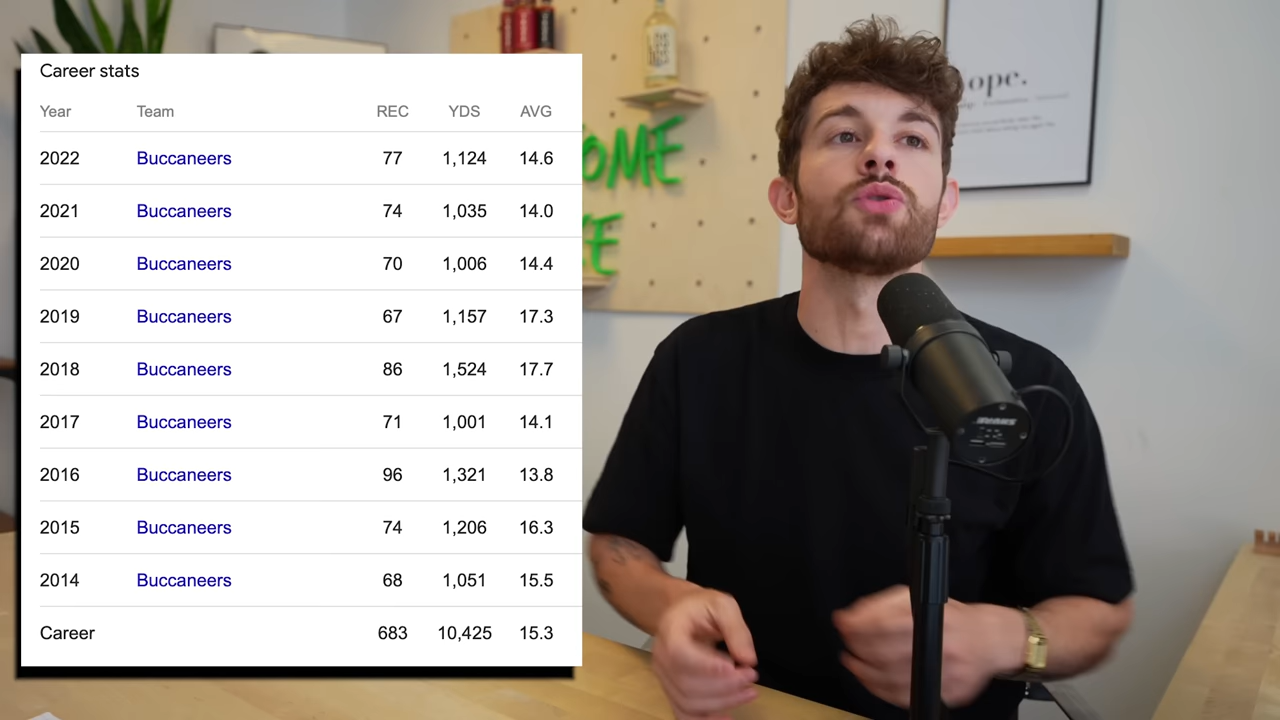 Career stats
Year Team REC YDS AVG
2022 Buccaneers 77 1,124 14.6
2021 Buccaneers 74 1,035 14.0
2020 Buccaneers 70 1,006 14.4
2019 Buccaneers 67 1,157 17.3
2018 Buccaneers 86 1,524 17.7
2017 Buccaneers 71 1,001 14.1
2016 Buccaneers 96 1,321 13.8
2015 Buccaneers 74 1,206 16.3
2014 Buccaneers 68 1,051 15.5
Career 683 10,425 15.3
OME
EE
ope.